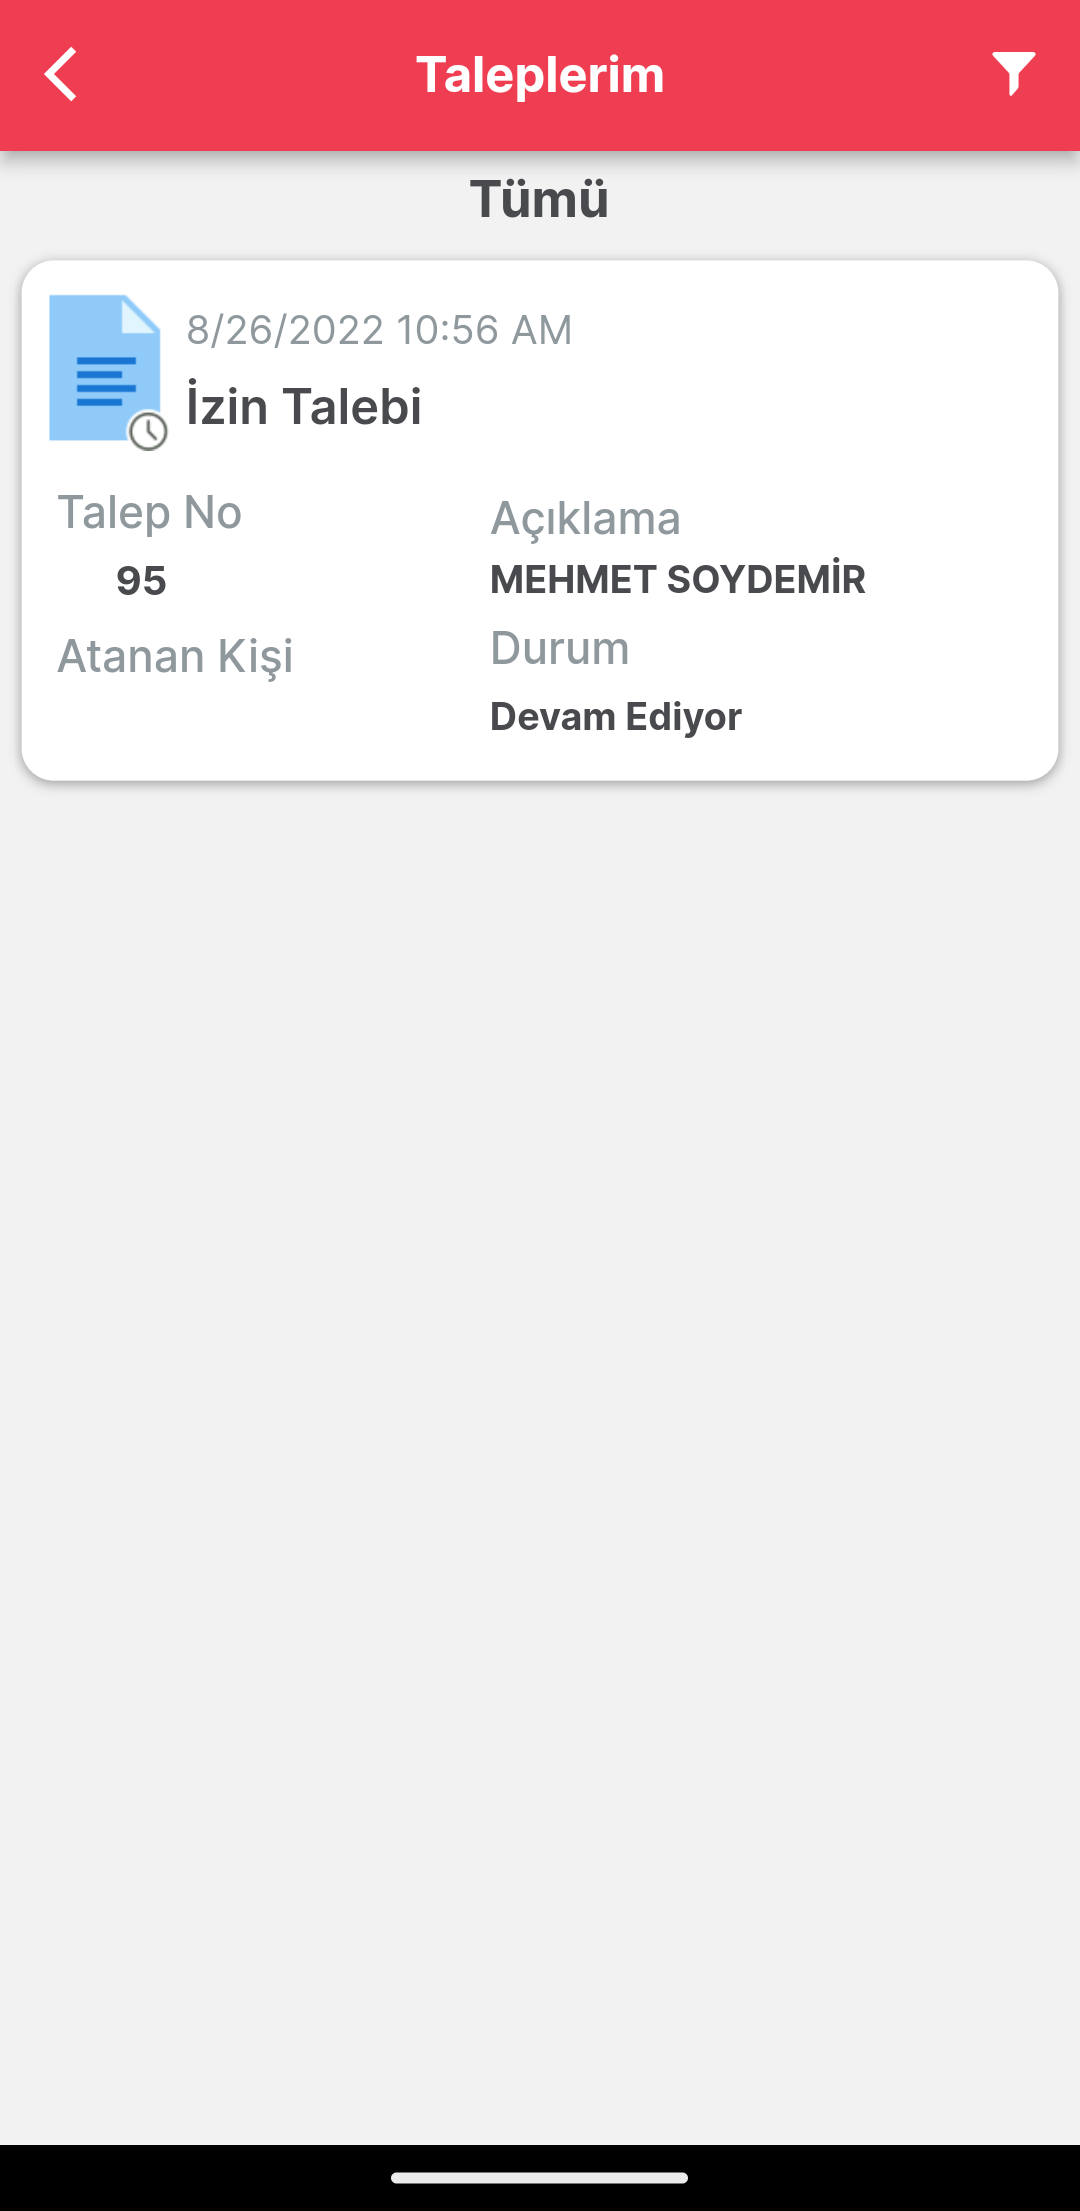 Taleplerim
Tümü
8/26/2022 10:56 AM
İzin Talebi
Talep No
95
Açıklama
MEHMET SOYDEMİR
Atanan Kişi
Durum
Devam Ediyor